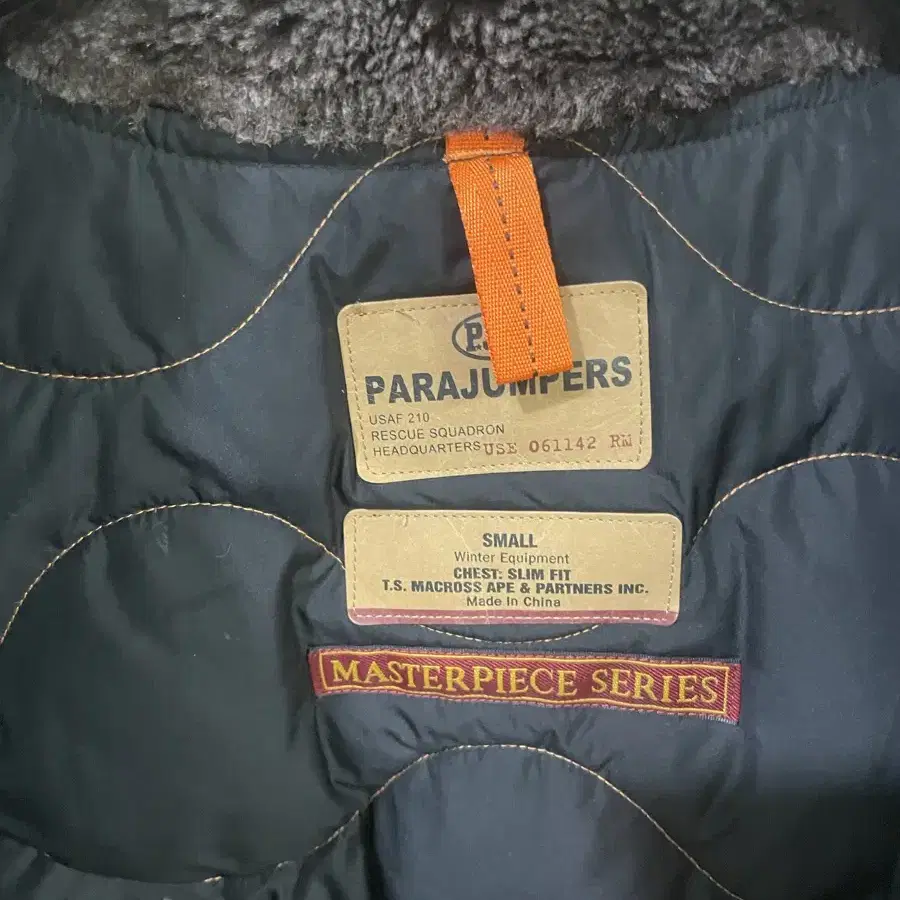 PARAJUMPERS
USAF 210
RESCUE SQUADRON
HEADQUARTERS USE 061142 RM
SMALL
Winter Equipment
CHEST: SLIM FIT
T.S. MACROSS APE & PARTNERS INC.
Made in China
MASTERPIECE SERIES